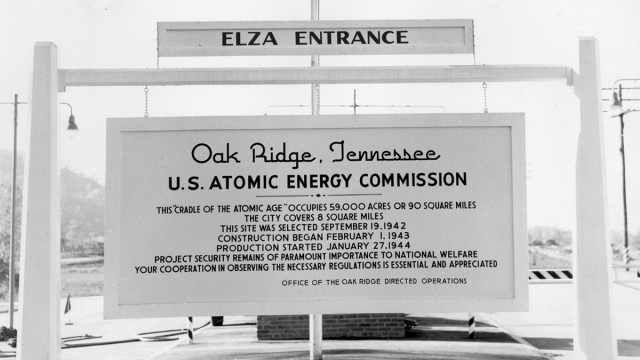 ELZA ENTRANCE
Oak Ridge, Tennessee
U.S. ATOMIC ENERGY COMMISSION
THIS "CRADLE OF THE ATOMIC AGE" OCCUPIES 59,000 ACRES OR 90 SQUARE MILES
THE CITY COVERS 8 SQUARE MILES
THIS SITE WAS SELECTED SEPTEMBER 19, 1942
CONSTRUCTION BEGAN FEBRUARY 1, 1943
PRODUCTION STARTED JANUARY 27, 1944
PROJECT SECURITY REMAINS OF PARAMOUNT IMPORTANCE TO NATIONAL WELFARE
YOUR COOPERATION IN OBSERVING THE NECESSARY REGULATIONS IS ESSENTIAL AND APPRECIATED
OFFICE OF THE OAK RIDGE DIRECTED OPERATIONS